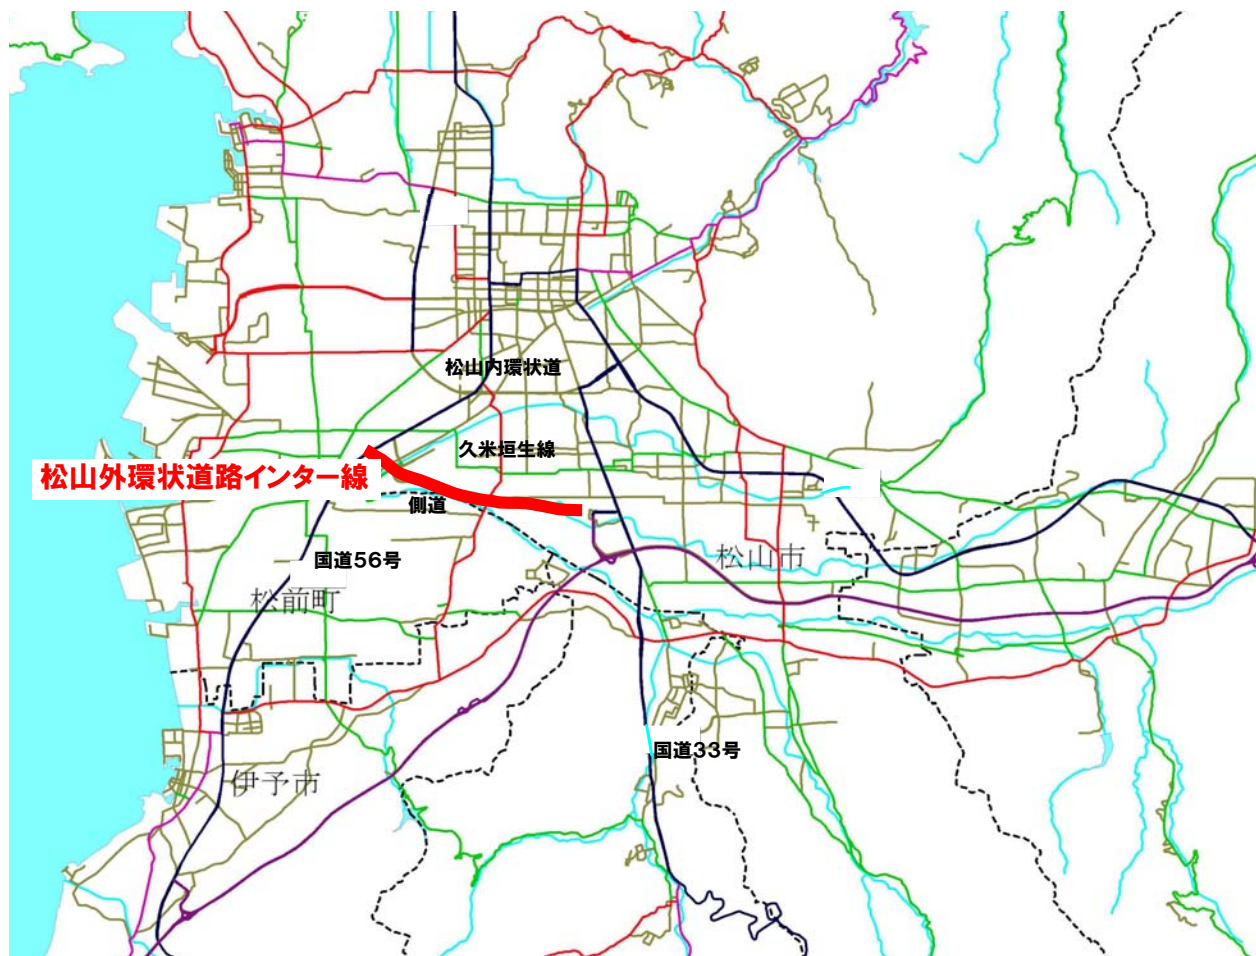 松山内環状道
久米垣生線
松山外環状道路インター線
側道
国道56号
松山市
松前町
国道33号
伊予市